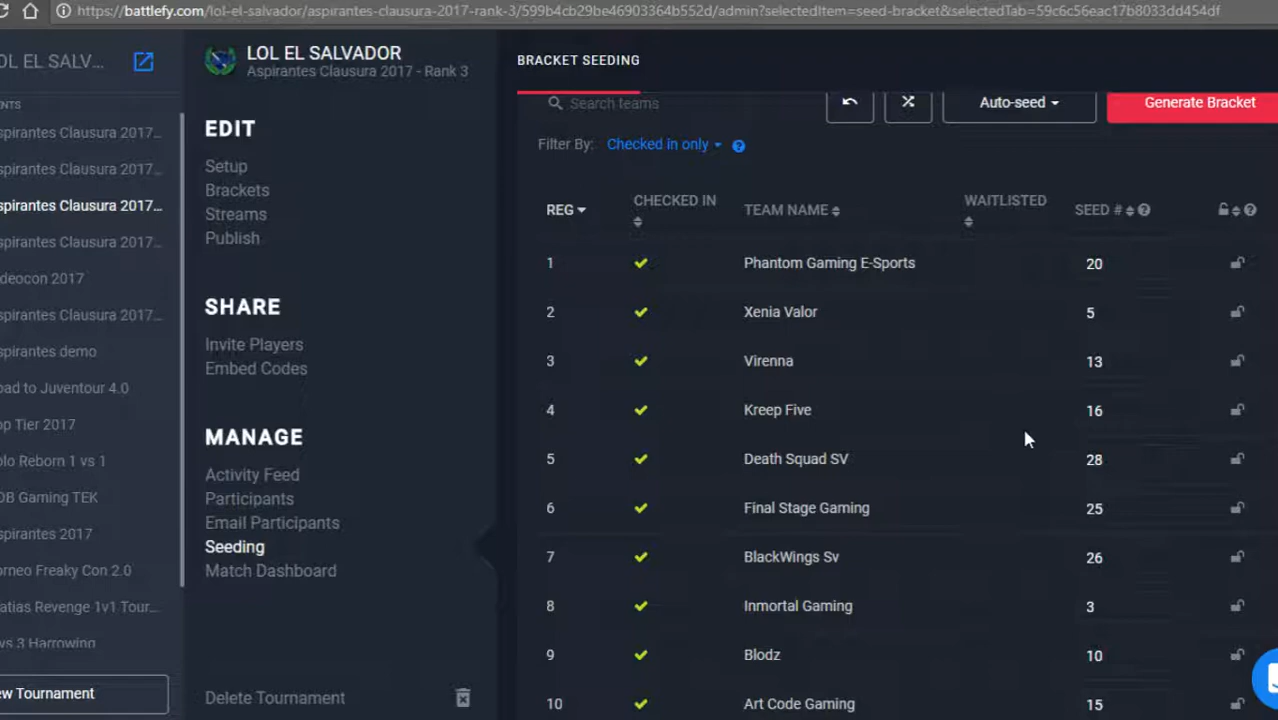 https://battlefy.com/lol-el-salvador/aspirantes-clausura-2017-rank-3/599b4cb29be46903364b552d/admin?selectedItem=seed-bracket&selectedTab=59c6c56eac17b8033dd454df
LOL EL SALV...
NTS
spirantes Clausura 2017...
spirantes Clausura 2017...
spirantes Clausura 2017...
spirantes Clausura 2017...
deocon 2017
spirantes Clausura 2017...
spirantes demo
oad to Juventour 4.0
op Tier 2017
olo Reborn 1 vs 1
OB Gaming TEK
spirantes 2017
orneo Freaky Con 2.0
atias Revenge 1v1 Tour...
vs 3 Harrowing
ew Tournament
LOL EL SALVADOR
Aspirantes Clausura 2017 - Rank 3
EDIT
Setup
Brackets
Streams
Publish
SHARE
Invite Players
Embed Codes
MANAGE
Activity Feed
Participants
Email Participants
Seeding
Match Dashboard
Delete Tournament
BRACKET SEEDING
Search teams Auto-seed Generate Bracket
Filter By: Checked in only ?
REG CHECKED IN TEAM NAME WAITLISTED SEED # ? ?
1 Phantom Gaming E-Sports 20
2 Xenia Valor 5
3 Virenna 13
4 Kreep Five 16
5 Death Squad SV 28
6 Final Stage Gaming 25
7 BlackWings Sv 26
8 Inmortal Gaming 3
9 Blodz 10
10 Art Code Gaming 15